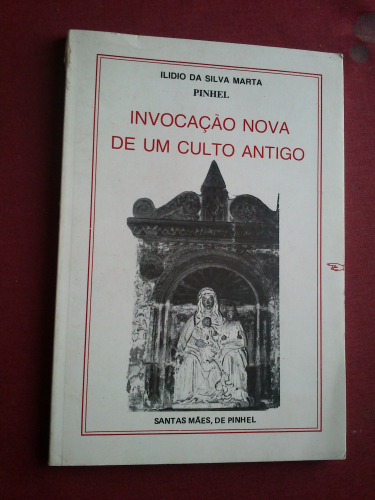 ILIDIO DA SILVA MARTA
PINHEL
INVOCAÇÃO NOVA
DE UM CULTO ANTIGO
SANTAS MÃES, DE PINHEL